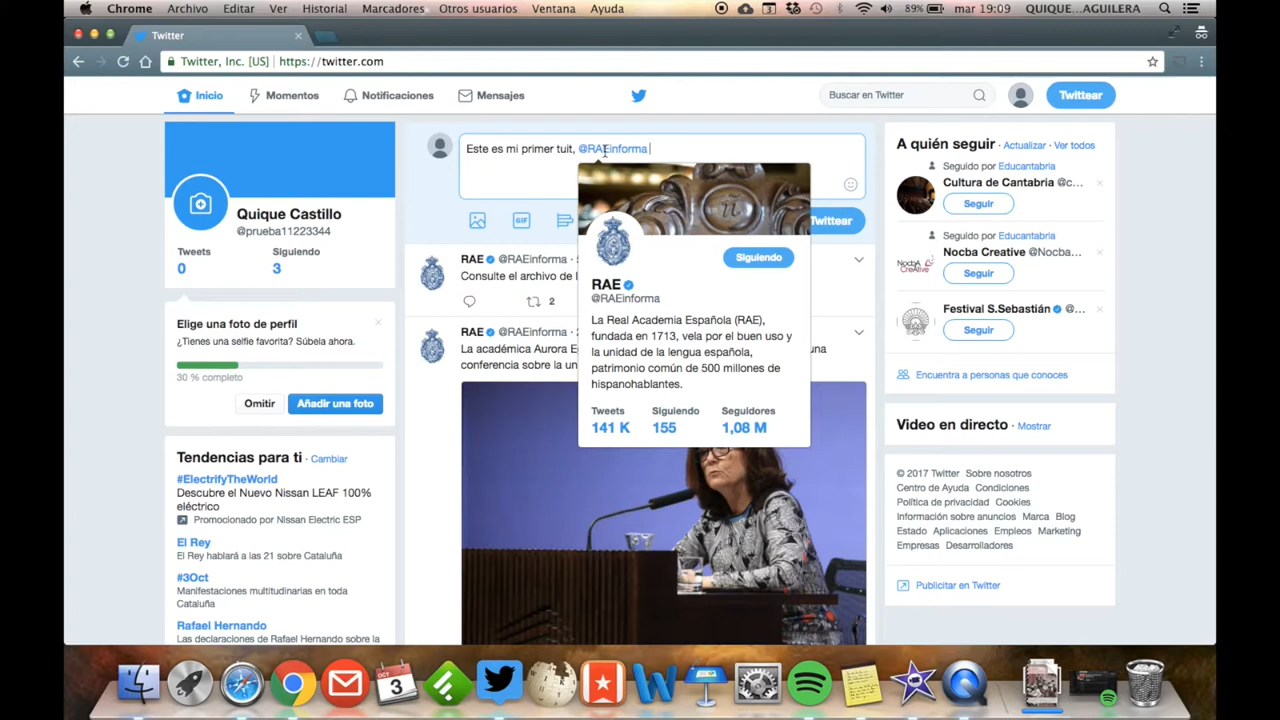 Chrome Archivo Editar Ver Historial Marcadores Otros usuarios Ventana Ayuda
3
89% mar 19:09 QUIQUE...AGUILERA
Twitter
Twitter, Inc. [US] https://twitter.com
Inicio Momentos Notificaciones Mensajes
Buscar en Twitter
Twittear
Quique Castillo
@prueba11223344
Tweets Siguiendo
0 3
Elige una foto de perfil
¿Tienes una selfie favorita? Súbela ahora.
30 % completo
Omitir Añadir una foto
Tendencias para ti · Cambiar
#ElectrifyTheWorld
Descubre el Nuevo Nissan LEAF 100%
eléctrico
Promocionado por Nissan Electric ESP
El Rey
El Rey hablará a las 21 sobre Cataluña
#3Oct
Manifestaciones multitudinarias en toda
Cataluña
Rafael Hernando
Las declaraciones de Rafael Hernando sobre la
Este es mi primer tuit, @RAEinforma
GIF
Twittear
RAE @RAEinforma ·
Consulte el archivo de
2
RAE @RAEinforma ·
La académica Aurora una
conferencia sobre la
n
Siguiendo
RAE
@RAEinforma
La Real Academia Española (RAE),
fundada en 1713, vela por el buen uso y
la unidad de la lengua española,
patrimonio común de 500 millones de
hispanohablantes.
Tweets Siguiendo Seguidores
141 K 155 1,08 M
A quién seguir · Actualizar · Ver todos
Seguido por Educantabria
Cultura de Cantabria @c...
Seguir
Seguido por Educantabria
NocbA
CreAtive
Nocba Creative @Nocba...
Seguir
Festival S.Sebastián @...
Seguir
Encuentra a personas que conoces
Video en directo · Mostrar
© 2017 Twitter Sobre nosotros
Centro de Ayuda Condiciones
Política de privacidad Cookies
Información sobre anuncios Marca Blog
Estado Aplicaciones Empleos Marketing
Empresas Desarrolladores
Publicitar en Twitter
OCT
3
W
W